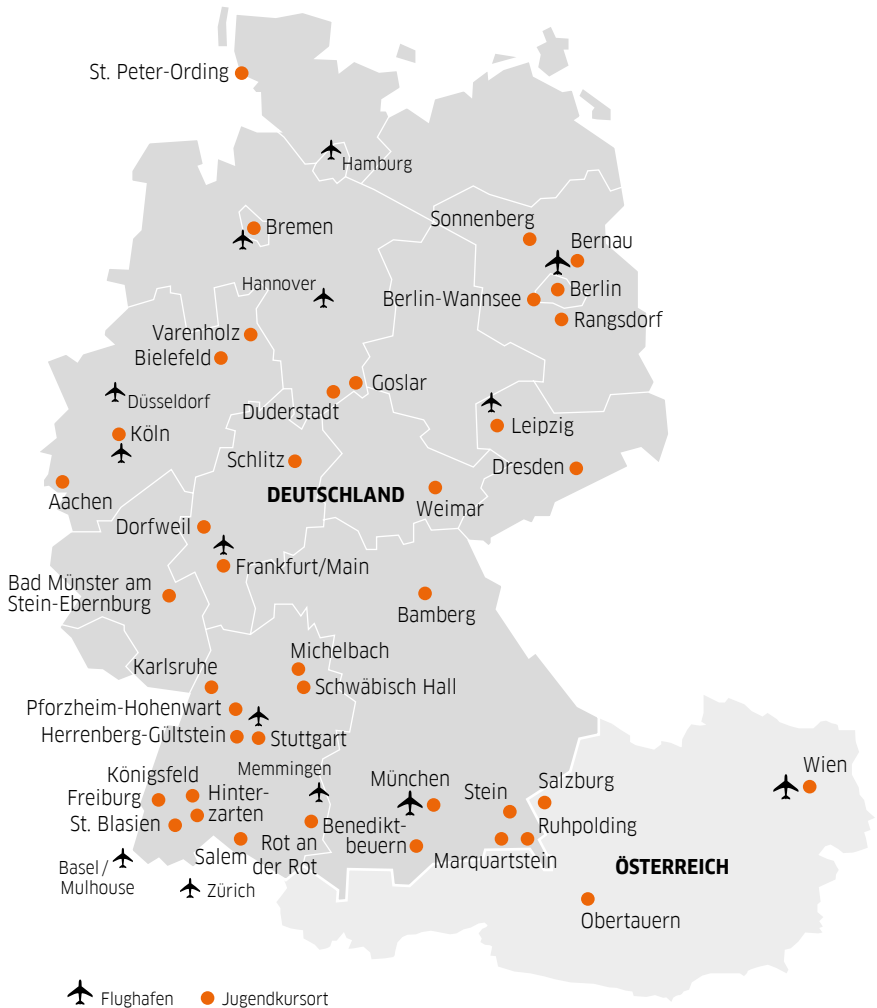 St. Peter-Ording
Hamburg
Bremen
Sonnenberg
Bernau
Hannover
Berlin
Berlin-Wannsee
Rangsdorf
Varenholz
Bielefeld
Goslar
Düsseldorf
Duderstadt
Köln
Leipzig
Schlitz
Dresden
Aachen
DEUTSCHLAND
Weimar
Dorfweil
Frankfurt/Main
Bad Münster am
Stein-Ebernburg
Bamberg
Michelbach
Karlsruhe
Schwäbisch Hall
Pforzheim-Hohenwart
Herrenberg-Gültstein
Stuttgart
Memmingen
München
Wien
Königsfeld
Stein
Salzburg
Freiburg
Hinter-
zarten
St. Blasien
Benedikt-
beuern
Ruhpolding
Salem
Rot an
der Rot
Marquartstein
Basel /
Mulhouse
Zürich
ÖSTERREICH
Obertauern
Flughafen
Jugendkursort